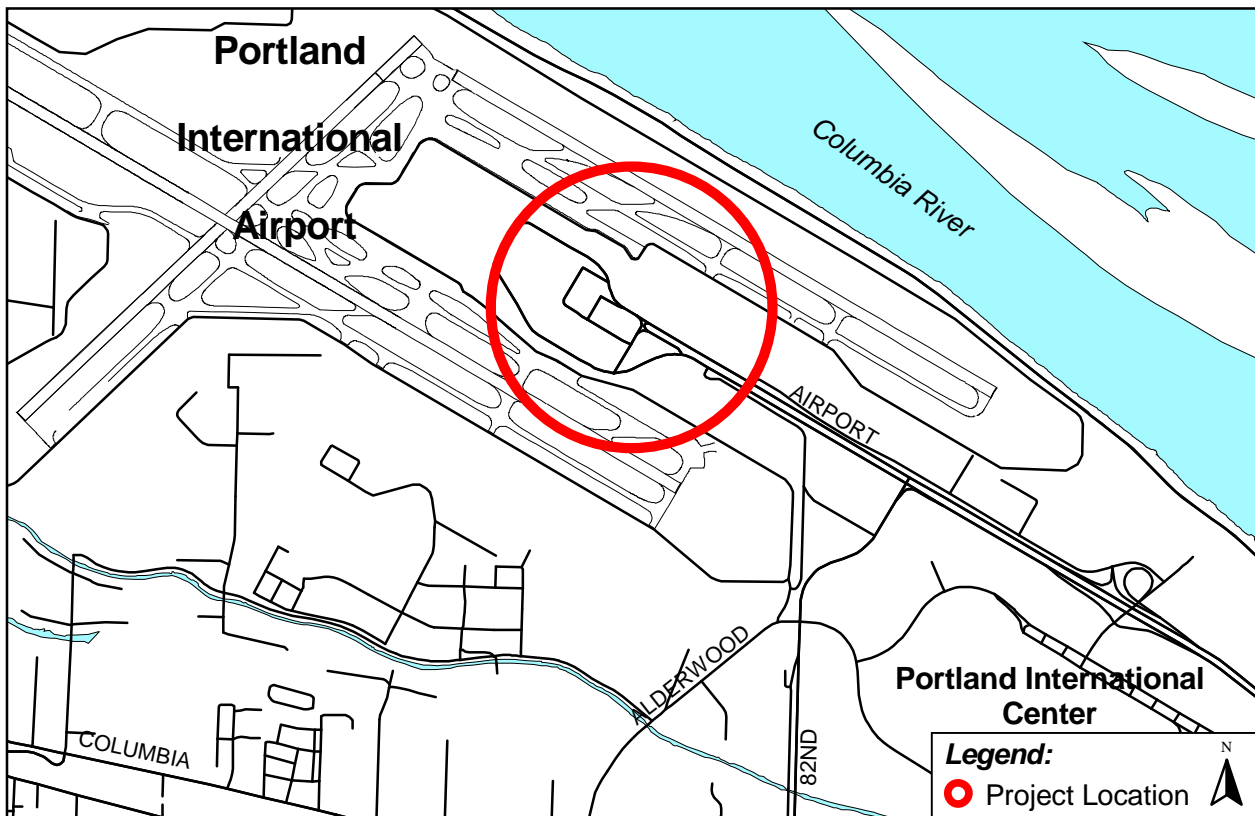 Portland
International
Airport
Columbia River
AIRPORT
ALDERWOOD
82ND
COLUMBIA
Portland International
Center
Legend:
Project Location
N